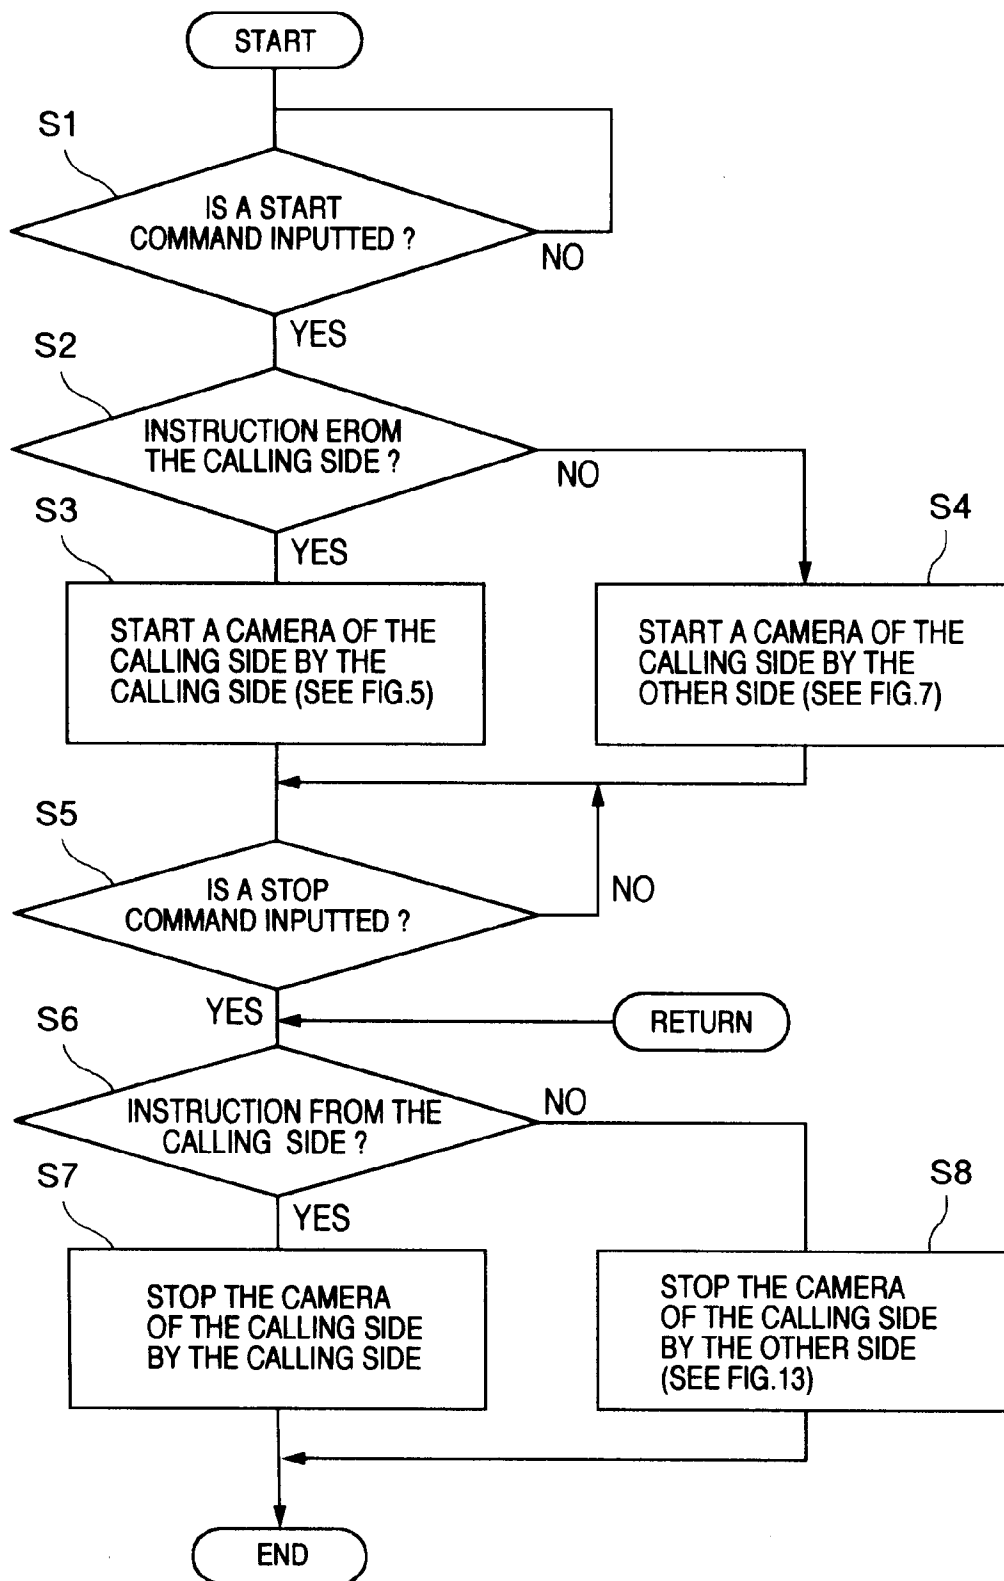 START
S1
IS A START
COMMAND INPUTTED ?
NO
YES
S2
INSTRUCTION EROM
THE CALLING SIDE ?
NO
S3
YES
S4
START A CAMERA OF THE
CALLING SIDE BY THE
CALLING SIDE (SEE FIG.5)
START A CAMERA OF THE
CALLING SIDE BY THE
OTHER SIDE (SEE FIG.7)
S5
IS A STOP
COMMAND INPUTTED ?
NO
YES
RETURN
S6
INSTRUCTION FROM THE
CALLING SIDE ?
NO
S7
YES
S8
STOP THE CAMERA
OF THE CALLING SIDE
BY THE CALLING SIDE
STOP THE CAMERA
OF THE CALLING SIDE
BY THE OTHER SIDE
(SEE FIG.13)
END